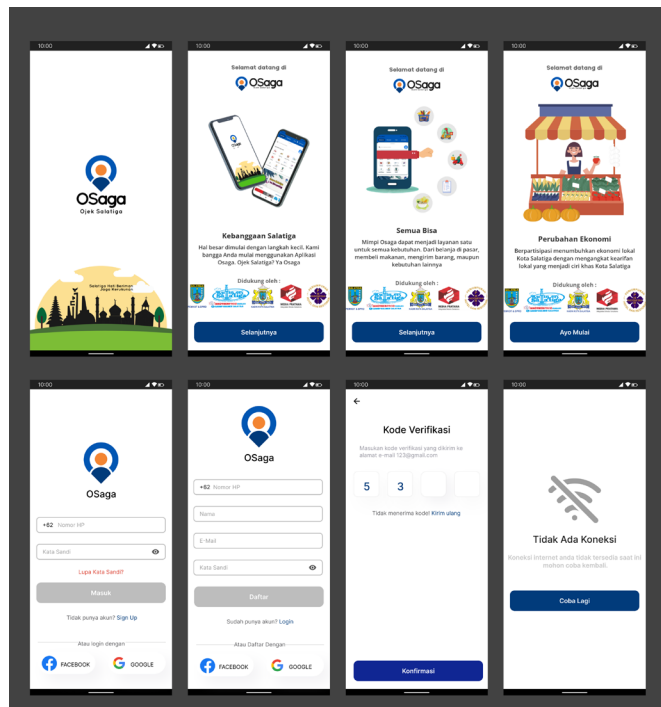 10:00
OSaga
Ojek Salatiga
Salatiga Hati Beriman
Jaga Kerukunan
10:00
Selamat datang di
OSaga
Kebanggaan Salatiga
Hal besar dimulai dengan langkah kecil. Kami
bangga Anda mulai menggunakan Aplikasi
Osaga. Ojek Salatiga? Ya Osaga
Didukung oleh :
Selanjutnya
10:00
Selamat datang di
OSaga
Semua Bisa
Mimpi Osaga dapat menjadi layanan satu
untuk semua kebutuhan. Dari belanja di pasar,
membeli makanan, mengirim barang, maupun
kebutuhan lainnya
Didukung oleh :
Selanjutnya
10:00
Selamat datang di
OSaga
Perubahan Ekonomi
Berpartisipasi menumbuhkan ekonomi lokal
Kota Salatiga dengan mengangkat kearifan
lokal yang menjadi ciri khas Kota Salatiga
Didukung oleh :
Ayo Mulai
10:00
OSaga
+62 Nomor HP
Kata Sandi
Lupa Kata Sandi?
Masuk
Tidak punya akun? Sign Up
Atau login dengan
FACEBOOK
GOOGLE
10:00
OSaga
+62 Nomor HP
Nama
E-Mail
Kata Sandi
Daftar
Sudah punya akun? Login
Atau Daftar Dengan
FACEBOOK
GOOGLE
10:00
Kode Verifikasi
Masukan kode verifikasi yang dikirim ke
alamat e-mail 123@gmail.com
5 3
Tidak menerima kode? Kirim ulang
Konfirmasi
10:00
Tidak Ada Koneksi
Koneksi internet anda tidak tersedia saat ini
mohon coba kembali.
Coba Lagi